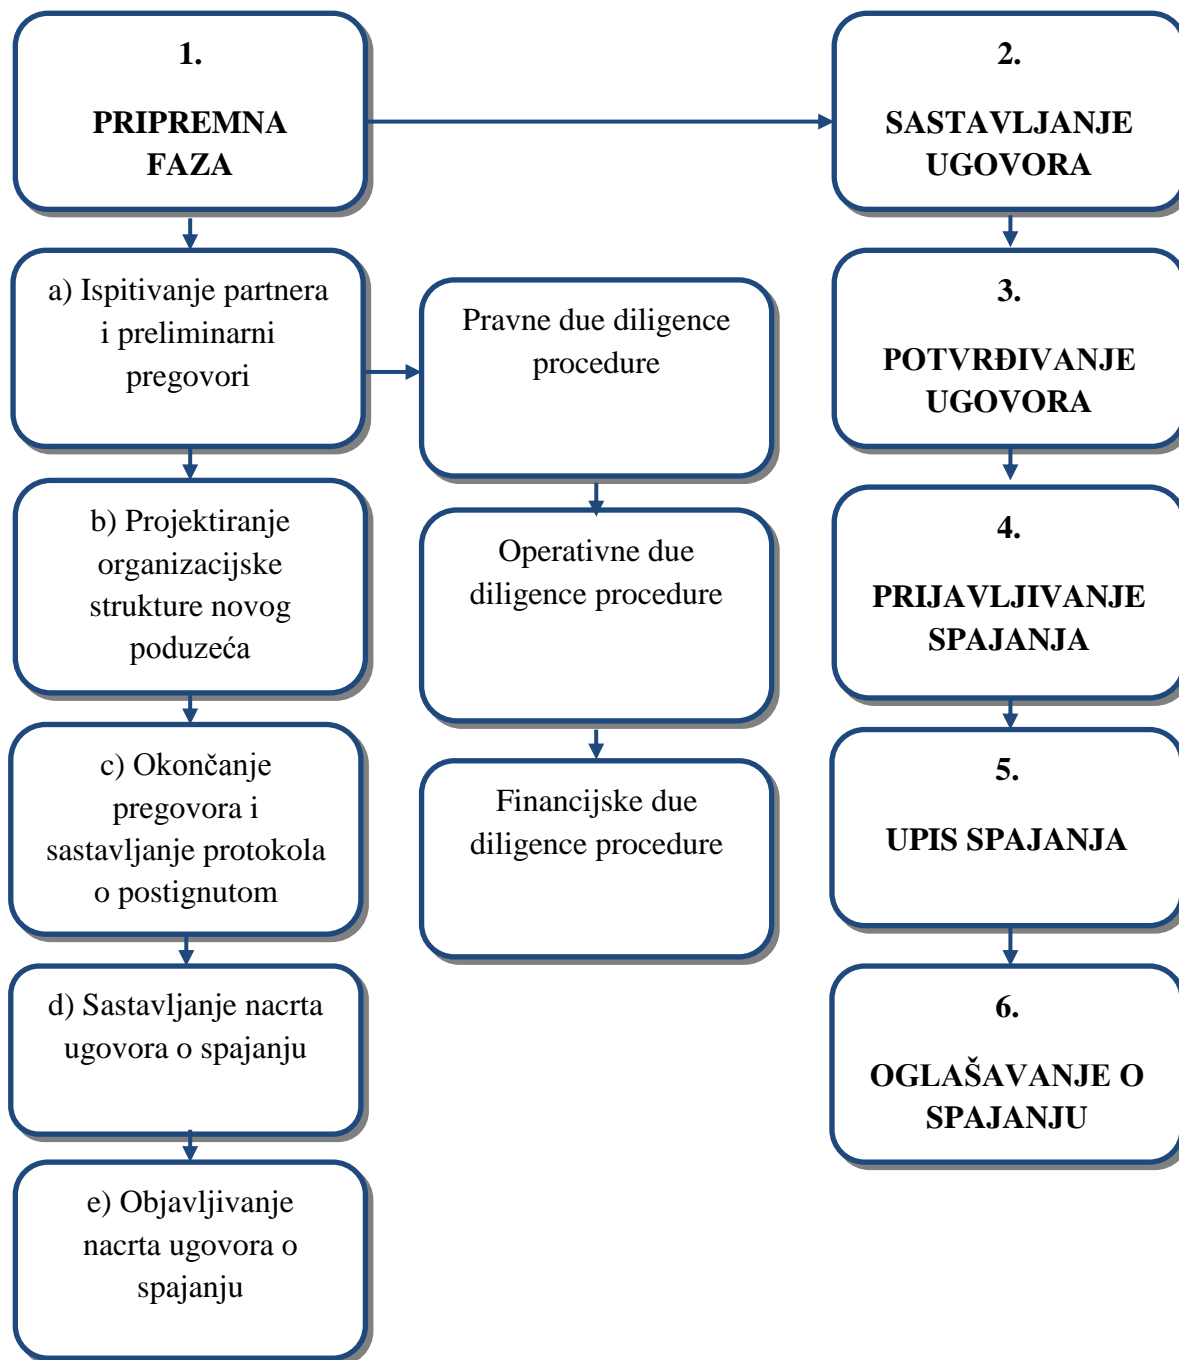 1.
PRIPREMNA
FAZA
a) Ispitivanje partnera
i preliminarni
pregovori
b) Projektiranje
organizacijske
strukture novog
poduzeća
c) Okončanje
pregovora i
sastavljanje protokola
o postignutom
d) Sastavljanje nacrta
ugovora o spajanju
e) Objavljivanje
nacrta ugovora o
spajanju
Pravne due diligence
procedure
Operativne due
diligence procedure
Financijske due
diligence procedure
2.
SASTAVLJANJE
UGOVORA
3.
POTVRĐIVANJE
UGOVORA
4.
PRIJAVLJIVANJE
SPAJANJA
5.
UPIS SPAJANJA
6.
OGLAŠAVANJE O
SPAJANJU